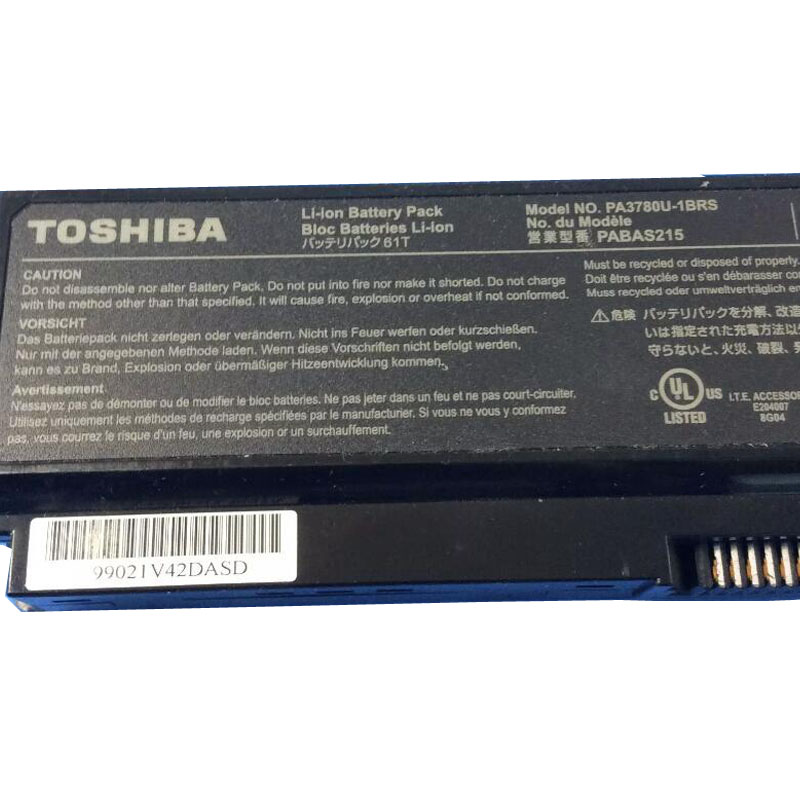 TOSHIBA
Li-Ion Battery Pack
Bloc Batteries Li-ion
バッテリパック 61T
Model NO. PA3780U-1BRS
No. du Modèle
営業型番 PABAS215
CAUTION
Do not disassemble nor alter Battery Pack. Do not put into fire nor make it shorted. Do not charge
with the method other than that specified. It will cause fire, explosion or overheat if not conformed.
VORSICHT
Das Batteriepack nicht zerlegen oder verändern. Nicht ins Feuer werfen oder kurzschießen.
Nur mit der angegebenen Methode laden. Wenn diese Vorschriften nicht befolgt werden,
kann es zu Brand, Explosion oder übermäßiger Hitzeentwicklung kommen.
Avertissement
N'essayez pas de démonter ou de modifier le bloc batteries. Ne pas jeter dans un feu et ne pas court-circuiter.
Utilisez uniquement les méthodes de recharge spécifiées par le manufacturier. Si vous ne vous y conformez
pas, vous courrez le risque d'un feu, une explosion or un surchauffement.
Must be recycled or disposed of properly.
Doit être recyclée ou s'en débarasser con
Muss recycled oder umweltverträglich en
⚠危険 バッテリパックを分解、改造
いは指定された充電方法以
守らないと、火災、破裂、発
C UL US
LISTED
I.T.E. ACCESSOR
E204007
8G04
99021V42DASD